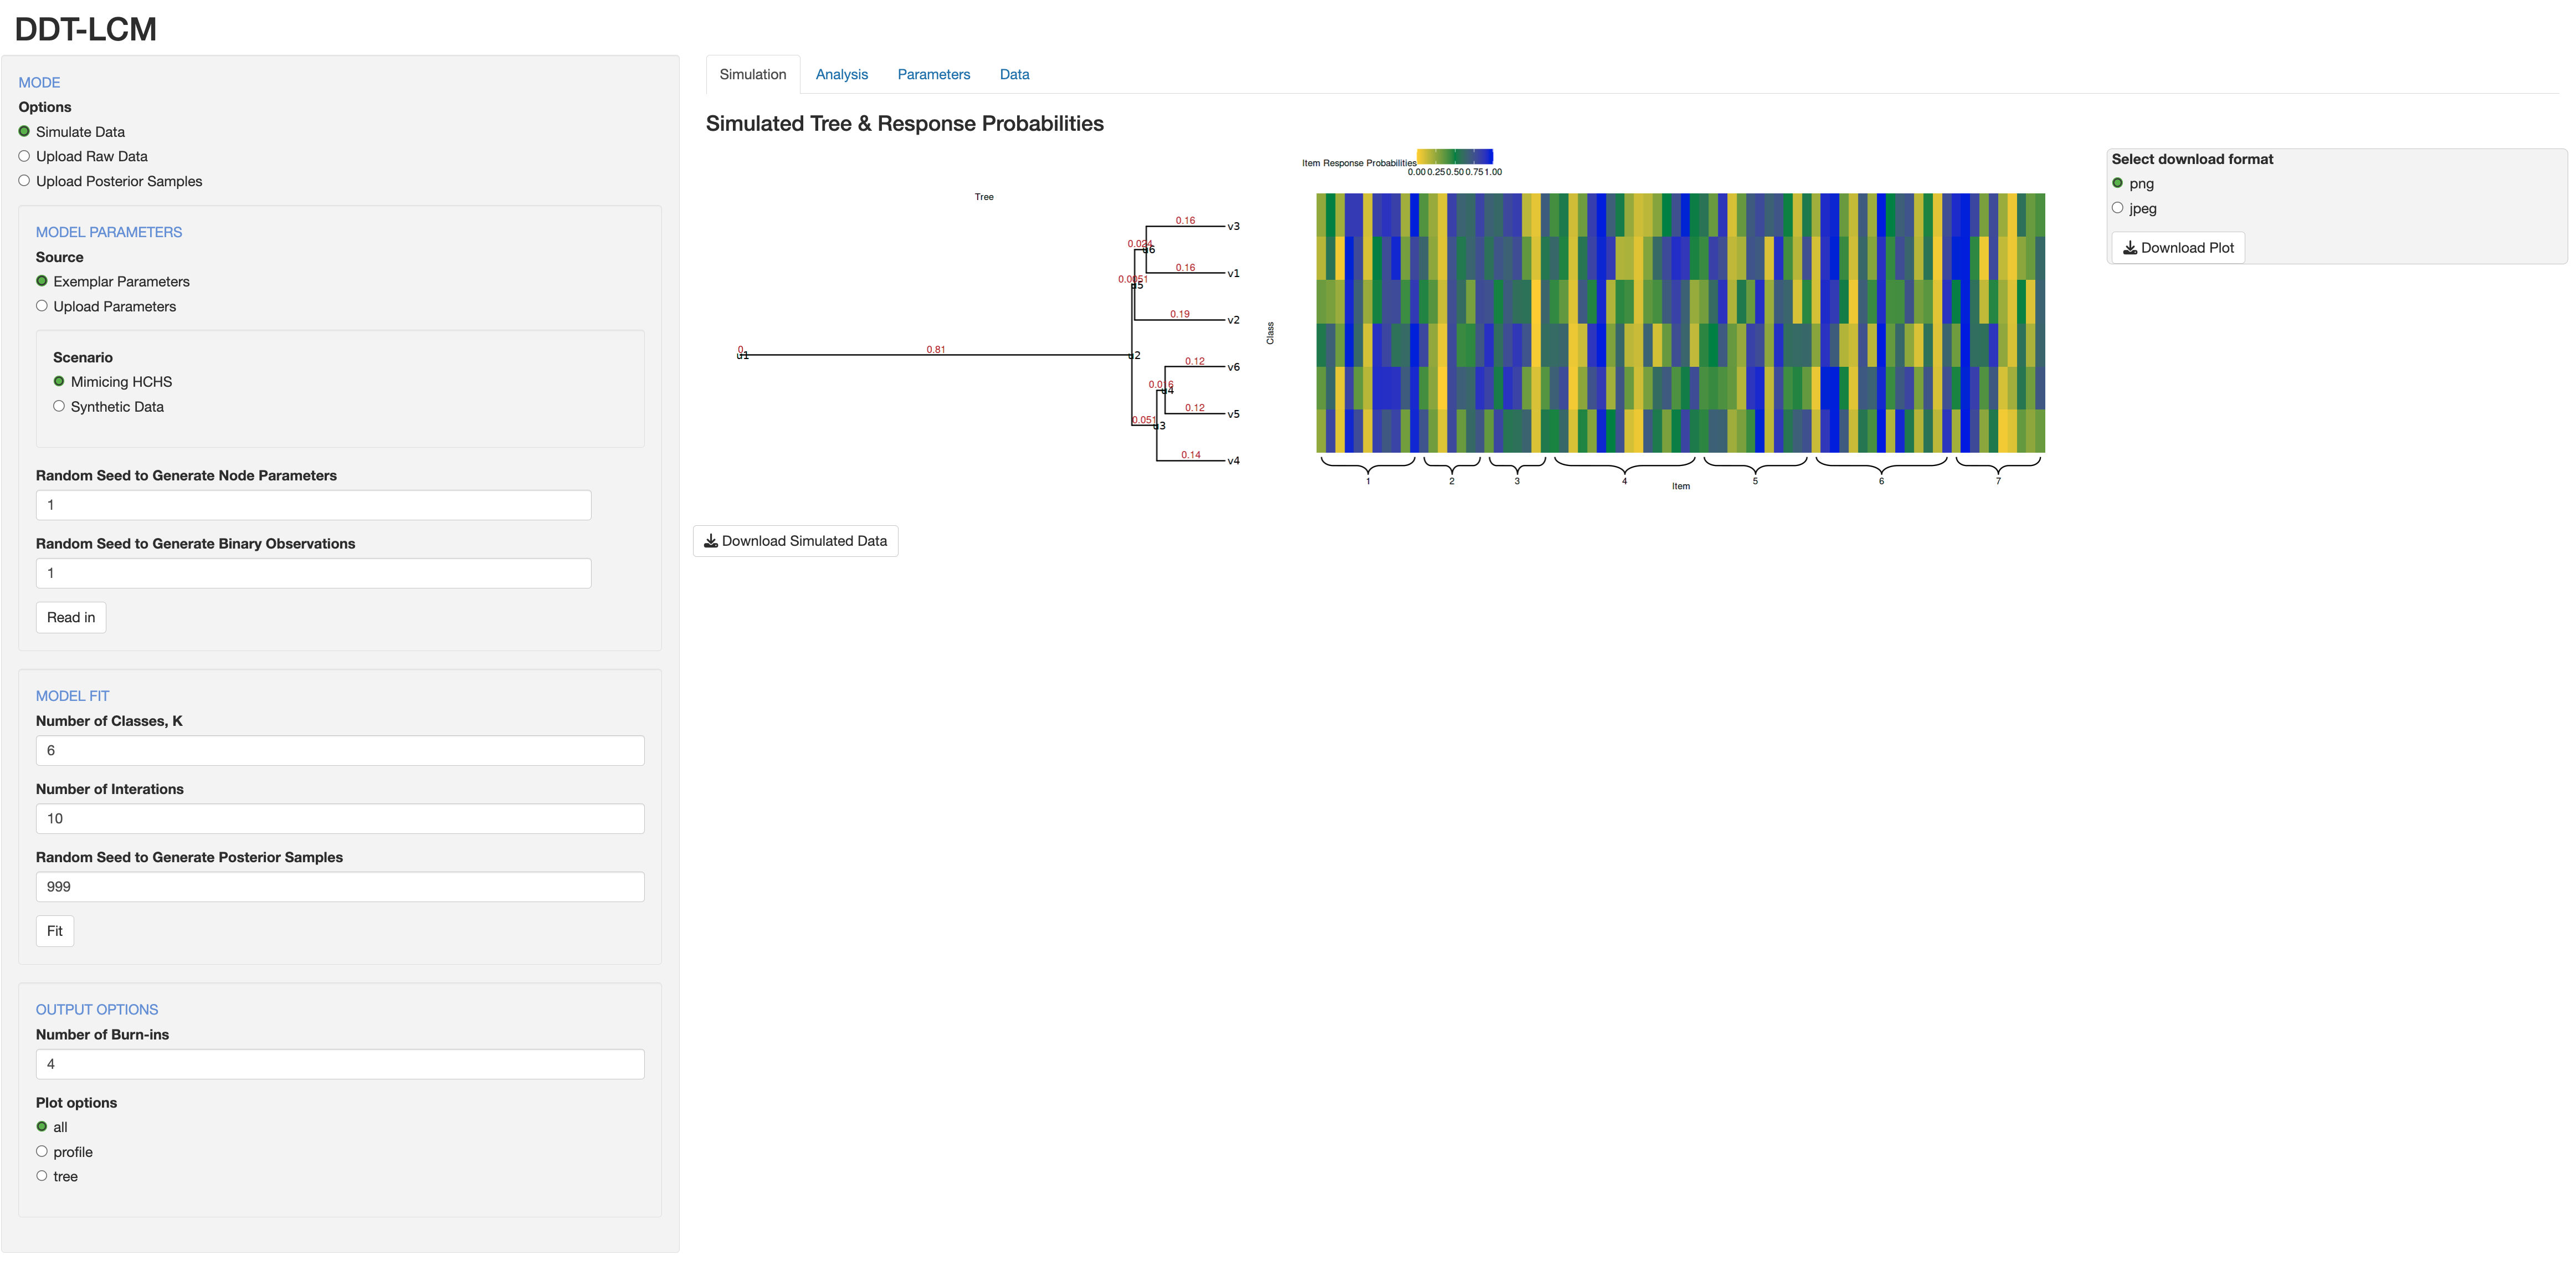 DDT-LCM
MODE
Options
Simulate Data
Upload Raw Data
Upload Posterior Samples
MODEL PARAMETERS
Source
Exemplar Parameters
Upload Parameters
Scenario
Mimicing HCHS
Synthetic Data
Random Seed to Generate Node Parameters
1
Random Seed to Generate Binary Observations
1
Read in
MODEL FIT
Number of Classes, K
6
Number of Interations
10
Random Seed to Generate Posterior Samples
999
Fit
OUTPUT OPTIONS
Number of Burn-ins
4
Plot options
all
profile
tree
Simulation Analysis Parameters Data
Simulated Tree & Response Probabilities
Item Response Probabilities
0.00 0.25 0.50 0.75 1.00
Tree
0.16 v3
0.024 u6
0.16 v1
0.0051 u5
0.19 v2
0 u1 0.81 u2
0.12 v6
0.016 u4
0.12 v5
0.051 u3
0.14 v4
Class
1 2 3 4 5 6 7
Item
Download Simulated Data
Select download format
png
jpeg
Download Plot